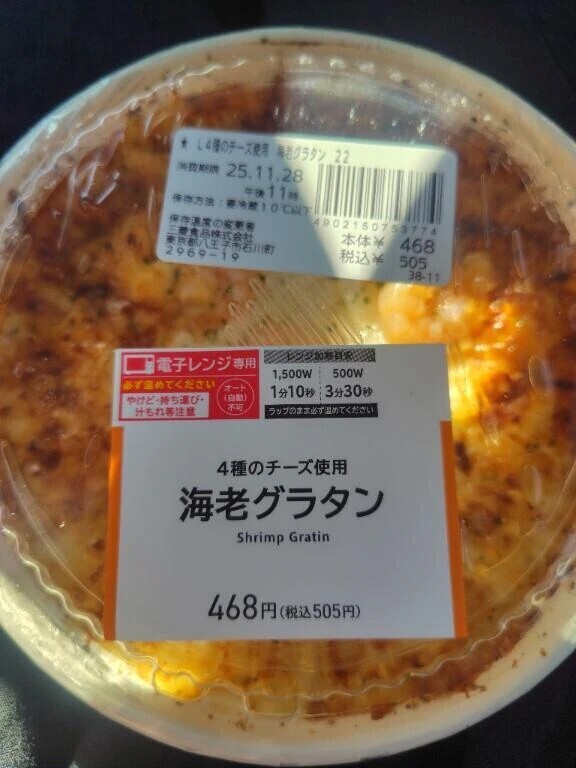 ★ L4種のチーズ使用 海老グラタン 22
消費期限 25.11.28
午後11時
保存方法:要冷蔵10℃以下
4902150753774
保存温度の変更者
三菱食品株式会社
東京都八王子市石川町
2969-19
本体¥ 468
税込¥ 505
38-11
電子レンジ専用
必ず温めてください
やけど・持ち運び・
汁もれ等注意
オート
(自動)
不可
レンジ加熱目安
1,500W 500W
1分10秒 3分30秒
ラップのまま必ず温めてください
4種のチーズ使用
海老グラタン
Shrimp Gratin
468円(税込505円)